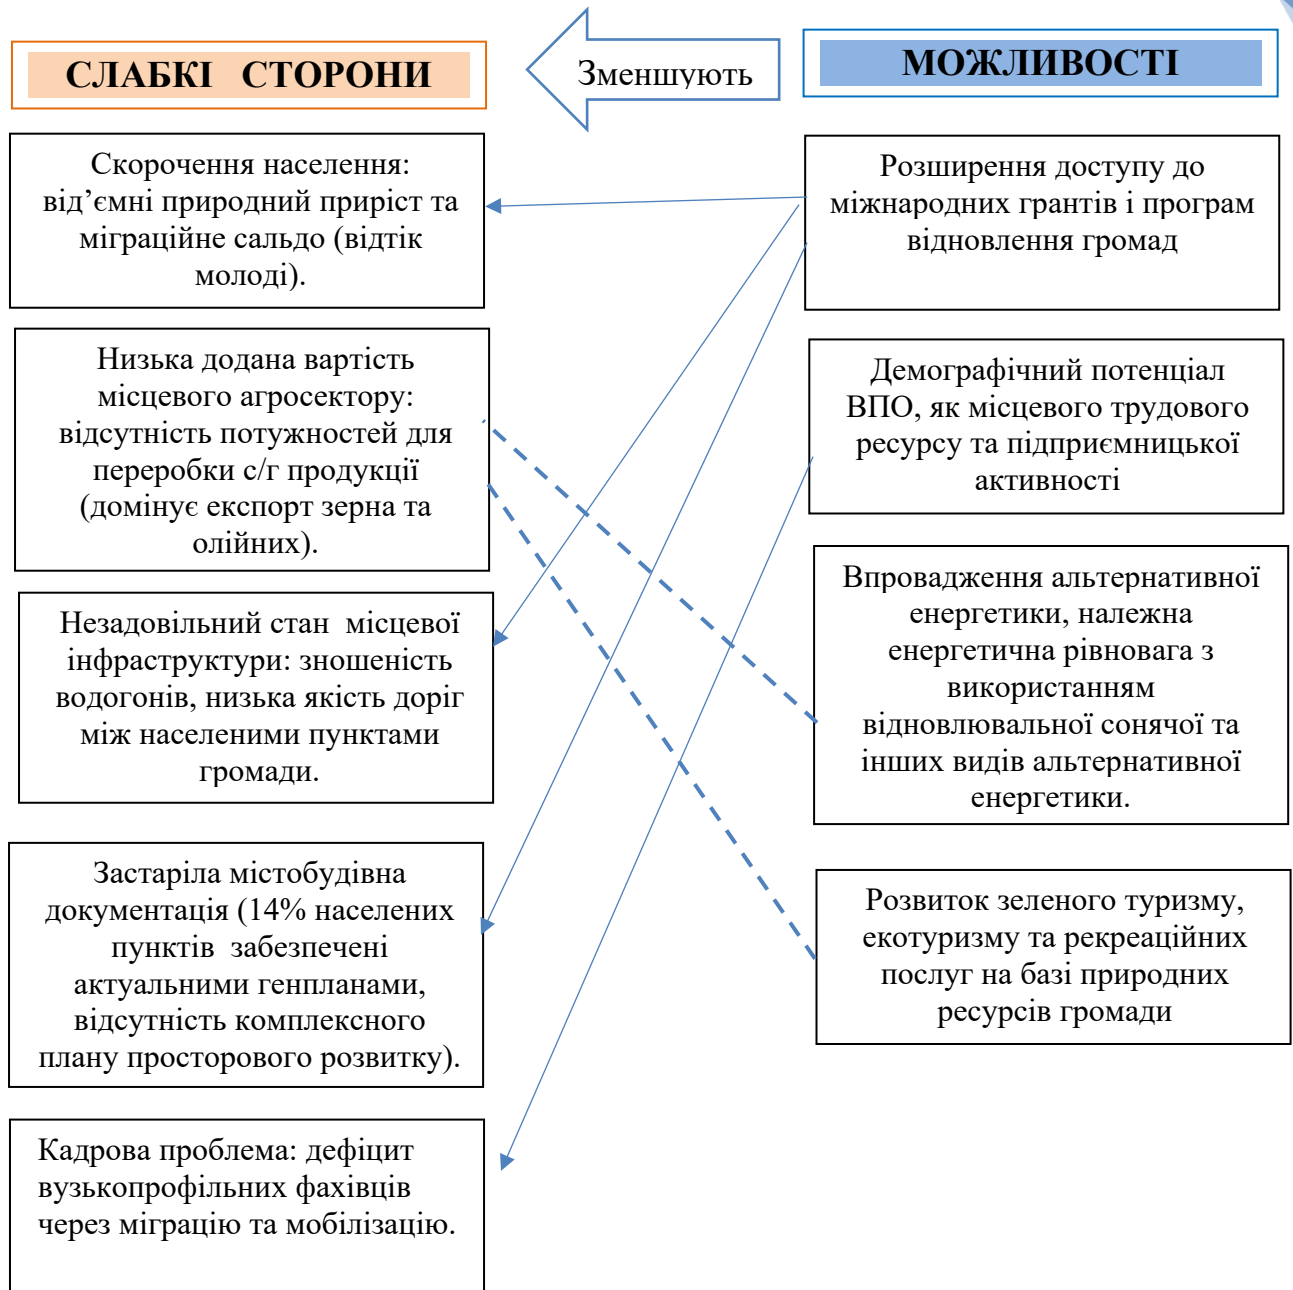 СЛАБКІ СТОРОНИ
Зменшують
МОЖЛИВОСТІ
Скорочення населення:
від’ємні природний приріст та
міграційне сальдо (відтік
молоді).
Низька додана вартість
місцевого агросектору:
відсутність потужностей для
переробки с/г продукції
(домінує експорт зерна та
олійних).
Незадовільний стан місцевої
інфраструктури: зношеність
водогонів, низька якість доріг
між населеними пунктами
громади.
Застаріла містобудівна
документація (14% населених
пунктів забезпечені
актуальними генпланами,
відсутність комплексного
плану просторового розвитку).
Кадрова проблема: дефіцит
вузькопрофільних фахівців
через міграцію та мобілізацію.
Розширення доступу до
міжнародних грантів і програм
відновлення громад
Демографічний потенціал
ВПО, як місцевого трудового
ресурсу та підприємницької
активності
Впровадження альтернативної
енергетики, належна
енергетична рівновага з
використанням
відновлювальної сонячої та
інших видів альтернативної
енергетики.
Розвиток зеленого туризму,
екотуризму та рекреаційних
послуг на базі природних
ресурсів громади